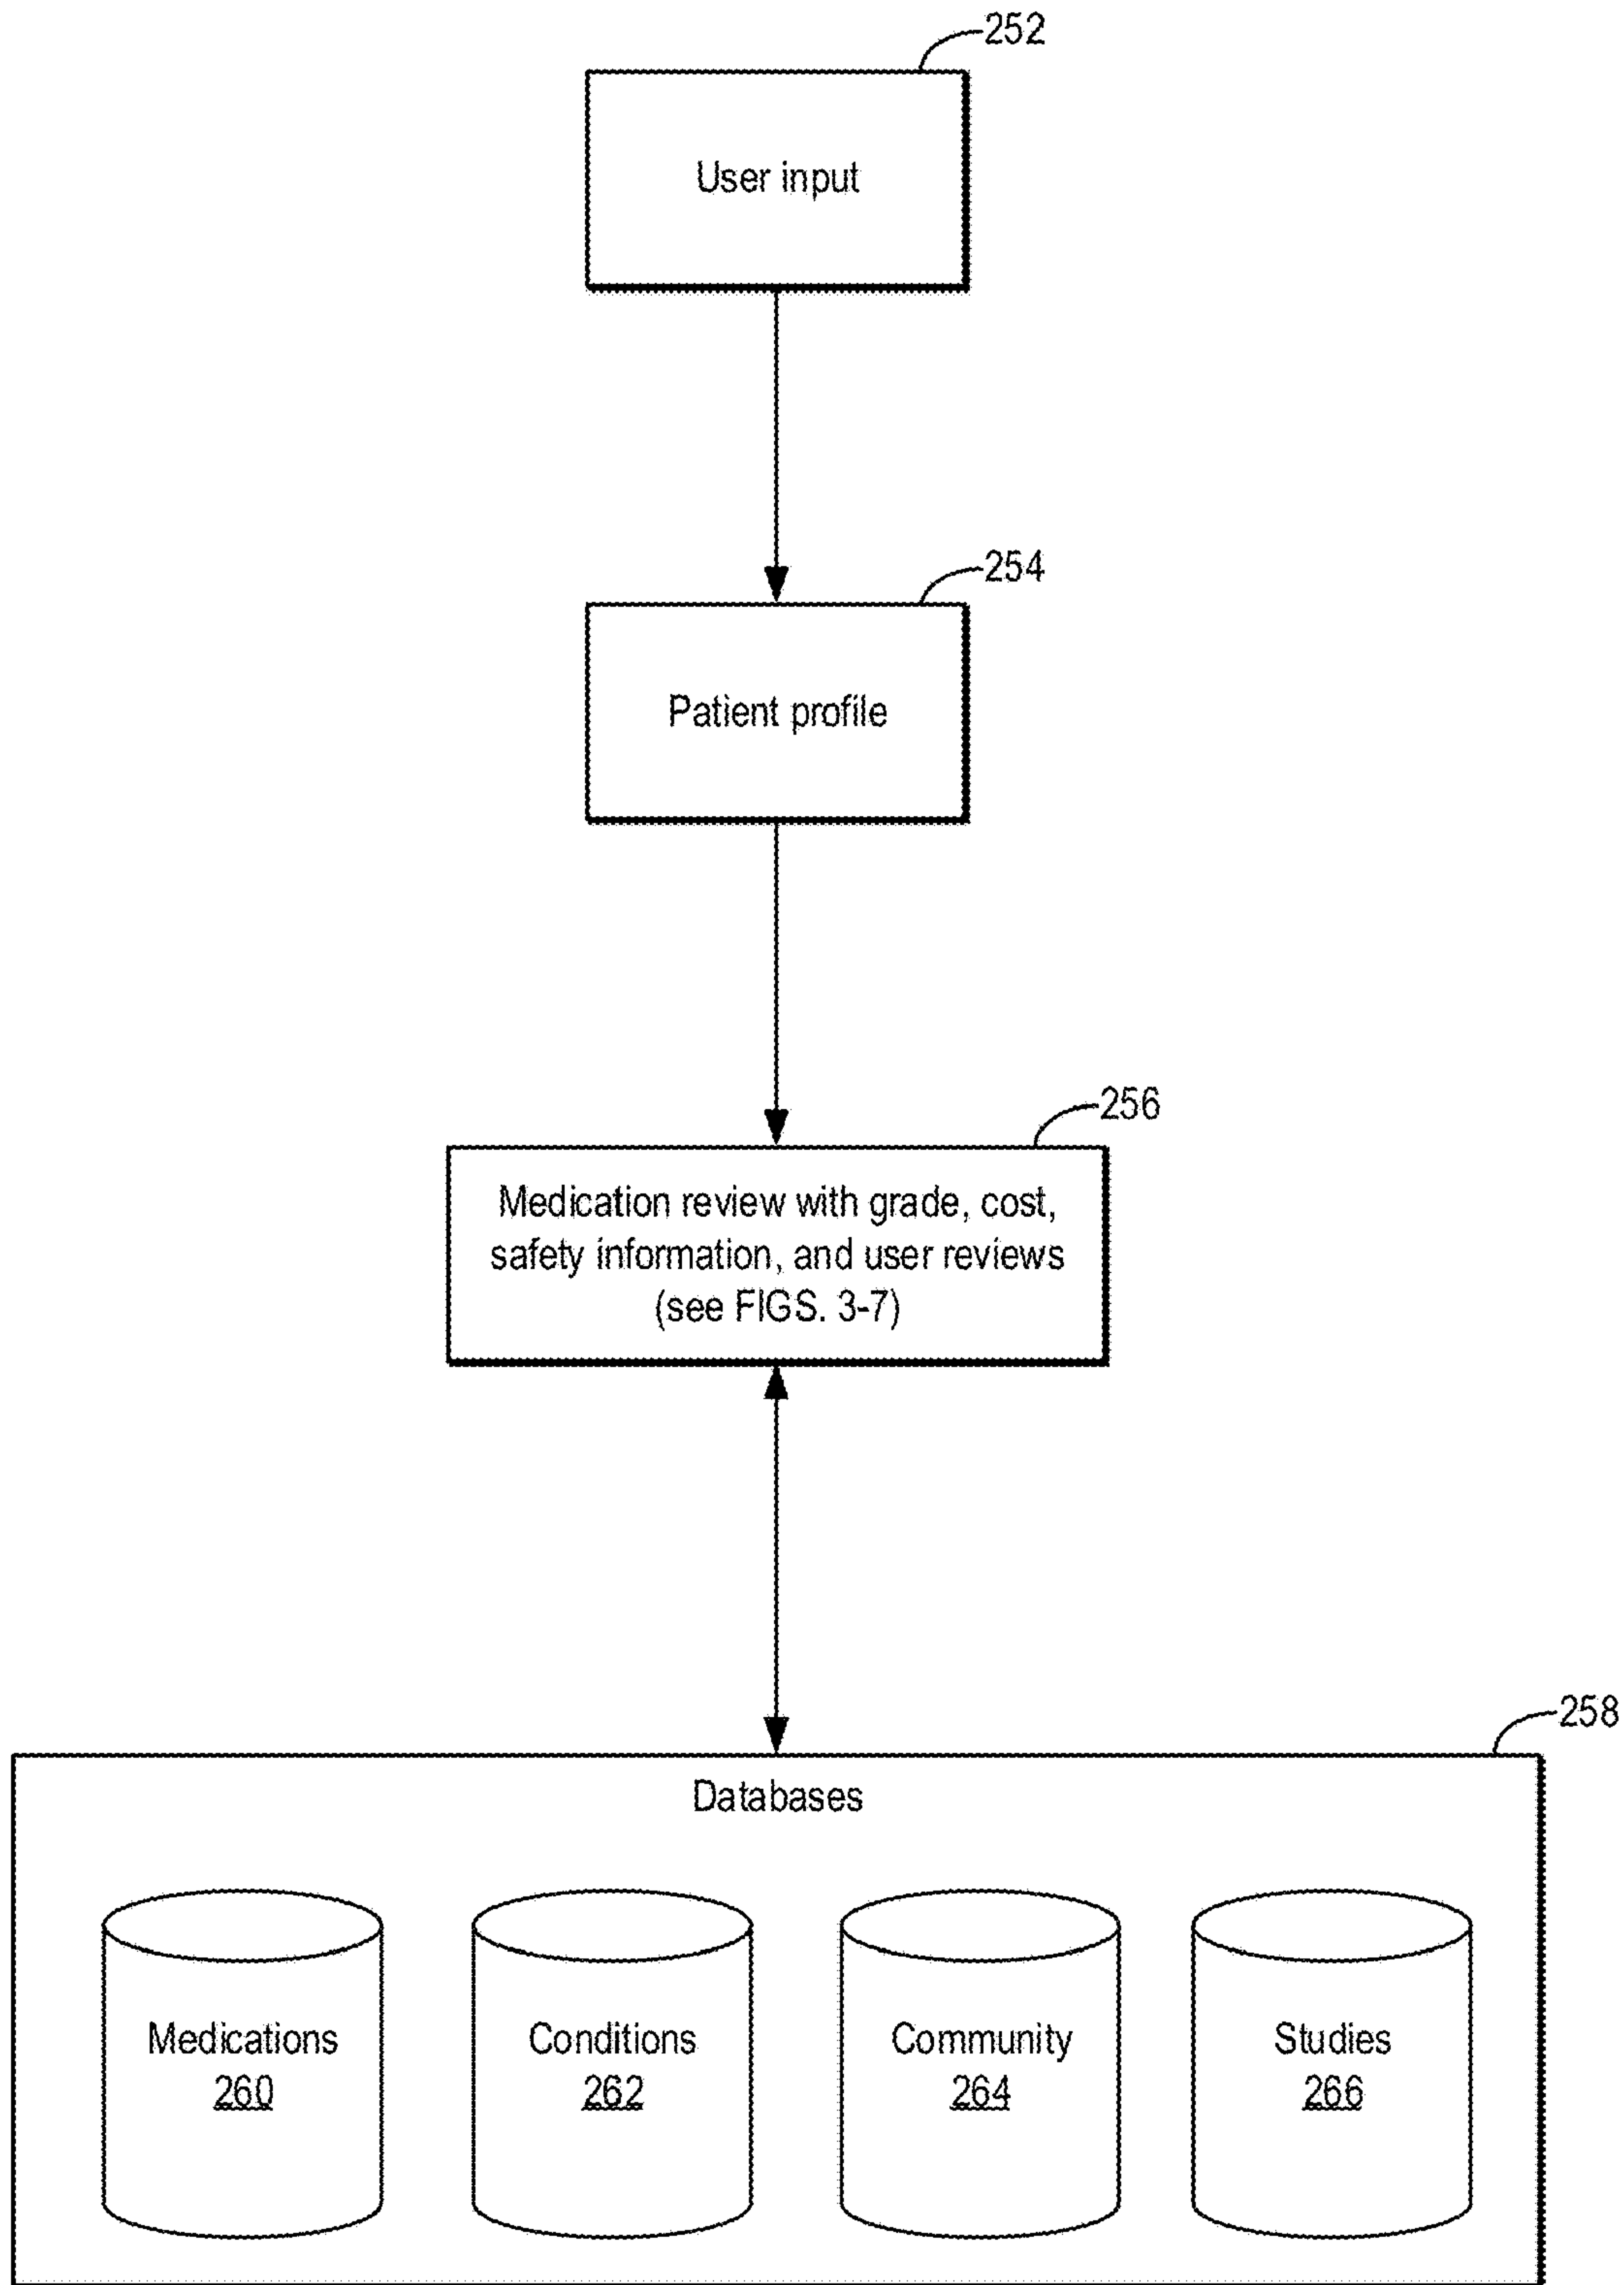 252
User input
254
Patient profile
256
Medication review with grade, cost,
safety information, and user reviews
(see FIGS. 3-7)
258
Databases
Medications
260
Conditions
262
Community
264
Studies
266